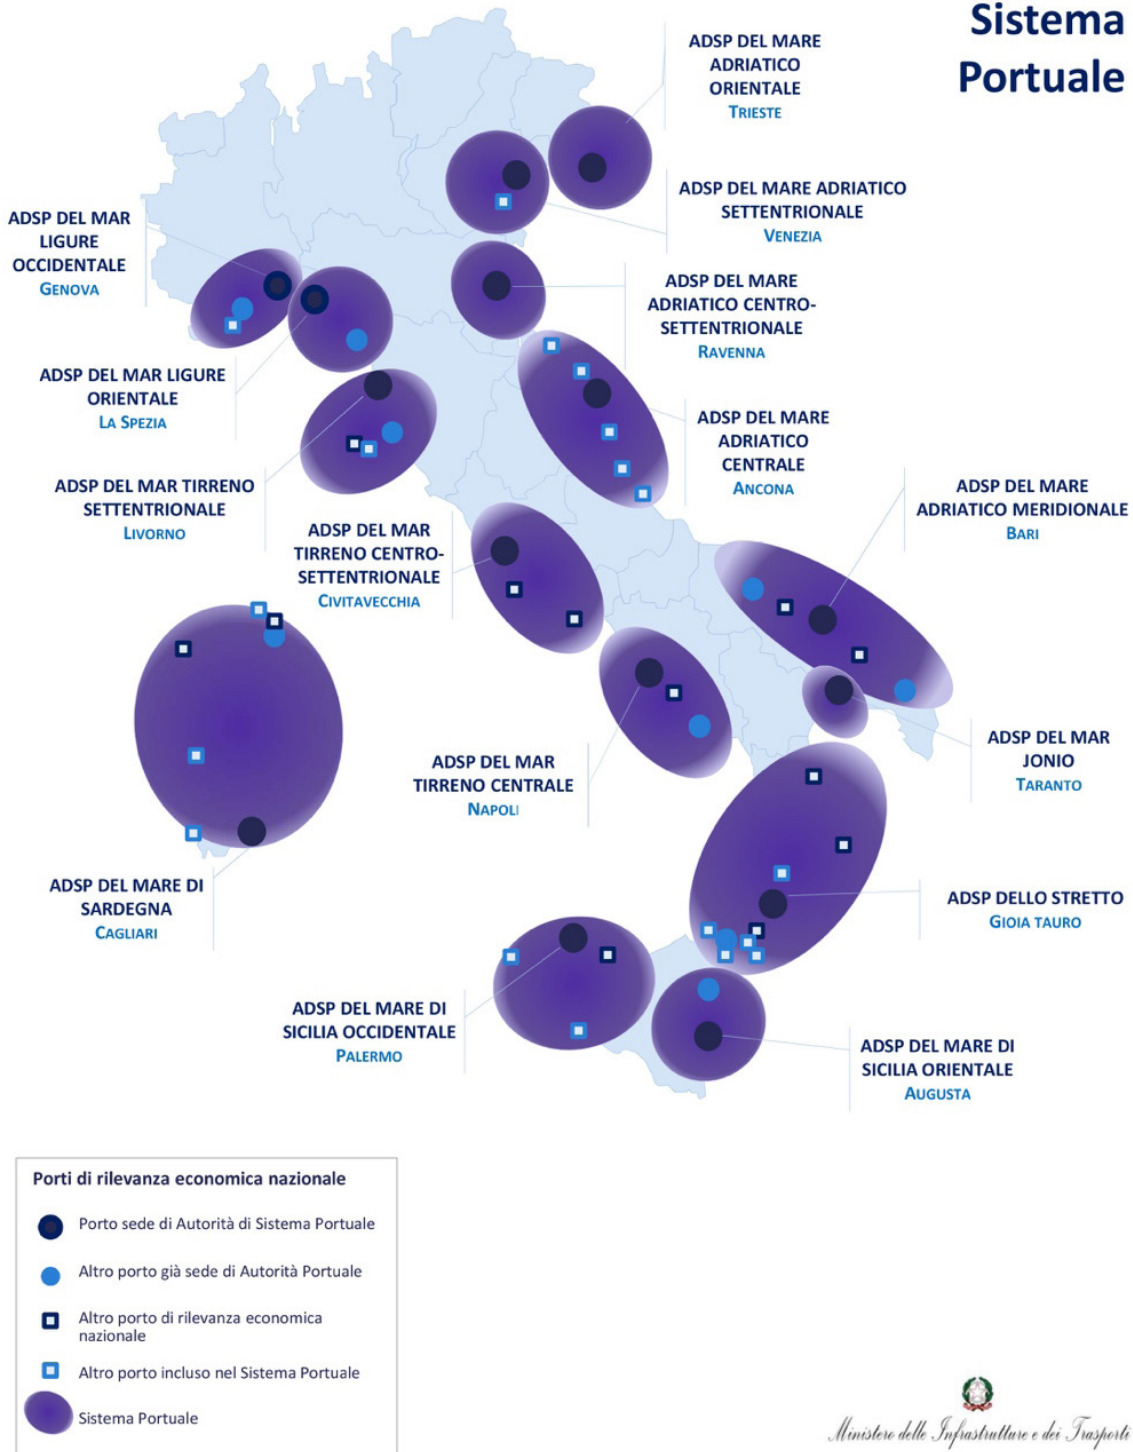 Sistema
Portuale
ADSP DEL MARE
ADRIATICO
ORIENTALE
TRIESTE
ADSP DEL MARE ADRIATICO
SETTENTRIONALE
VENEZIA
ADSP DEL MAR
LIGURE
OCCIDENTALE
GENOVA
ADSP DEL MARE
ADRIATICO CENTRO-
SETTENTRIONALE
RAVENNA
ADSP DEL MAR LIGURE
ORIENTALE
LA SPEZIA
ADSP DEL MARE
ADRIATICO
CENTRALE
ANCONA
ADSP DEL MAR TIRRENO
SETTENTRIONALE
LIVORNO
ADSP DEL MARE
ADRIATICO MERIDIONALE
BARI
ADSP DEL MAR
TIRRENO CENTRO-
SETTENTRIONALE
CIVITAVECCHIA
ADSP DEL MAR
JONIO
TARANTO
ADSP DEL MAR
TIRRENO CENTRALE
NAPOLI
ADSP DEL MARE DI
SARDEGNA
CAGLIARI
ADSP DELLO STRETTO
GIOIA TAURO
ADSP DEL MARE DI
SICILIA OCCIDENTALE
PALERMO
ADSP DEL MARE DI
SICILIA ORIENTALE
AUGUSTA
Porti di rilevanza economica nazionale
Porto sede di Autorità di Sistema Portuale
Altro porto già sede di Autorità Portuale
Altro porto di rilevanza economica
nazionale
Altro porto incluso nel Sistema Portuale
Sistema Portuale
Ministero delle Infrastrutture e dei Trasporti